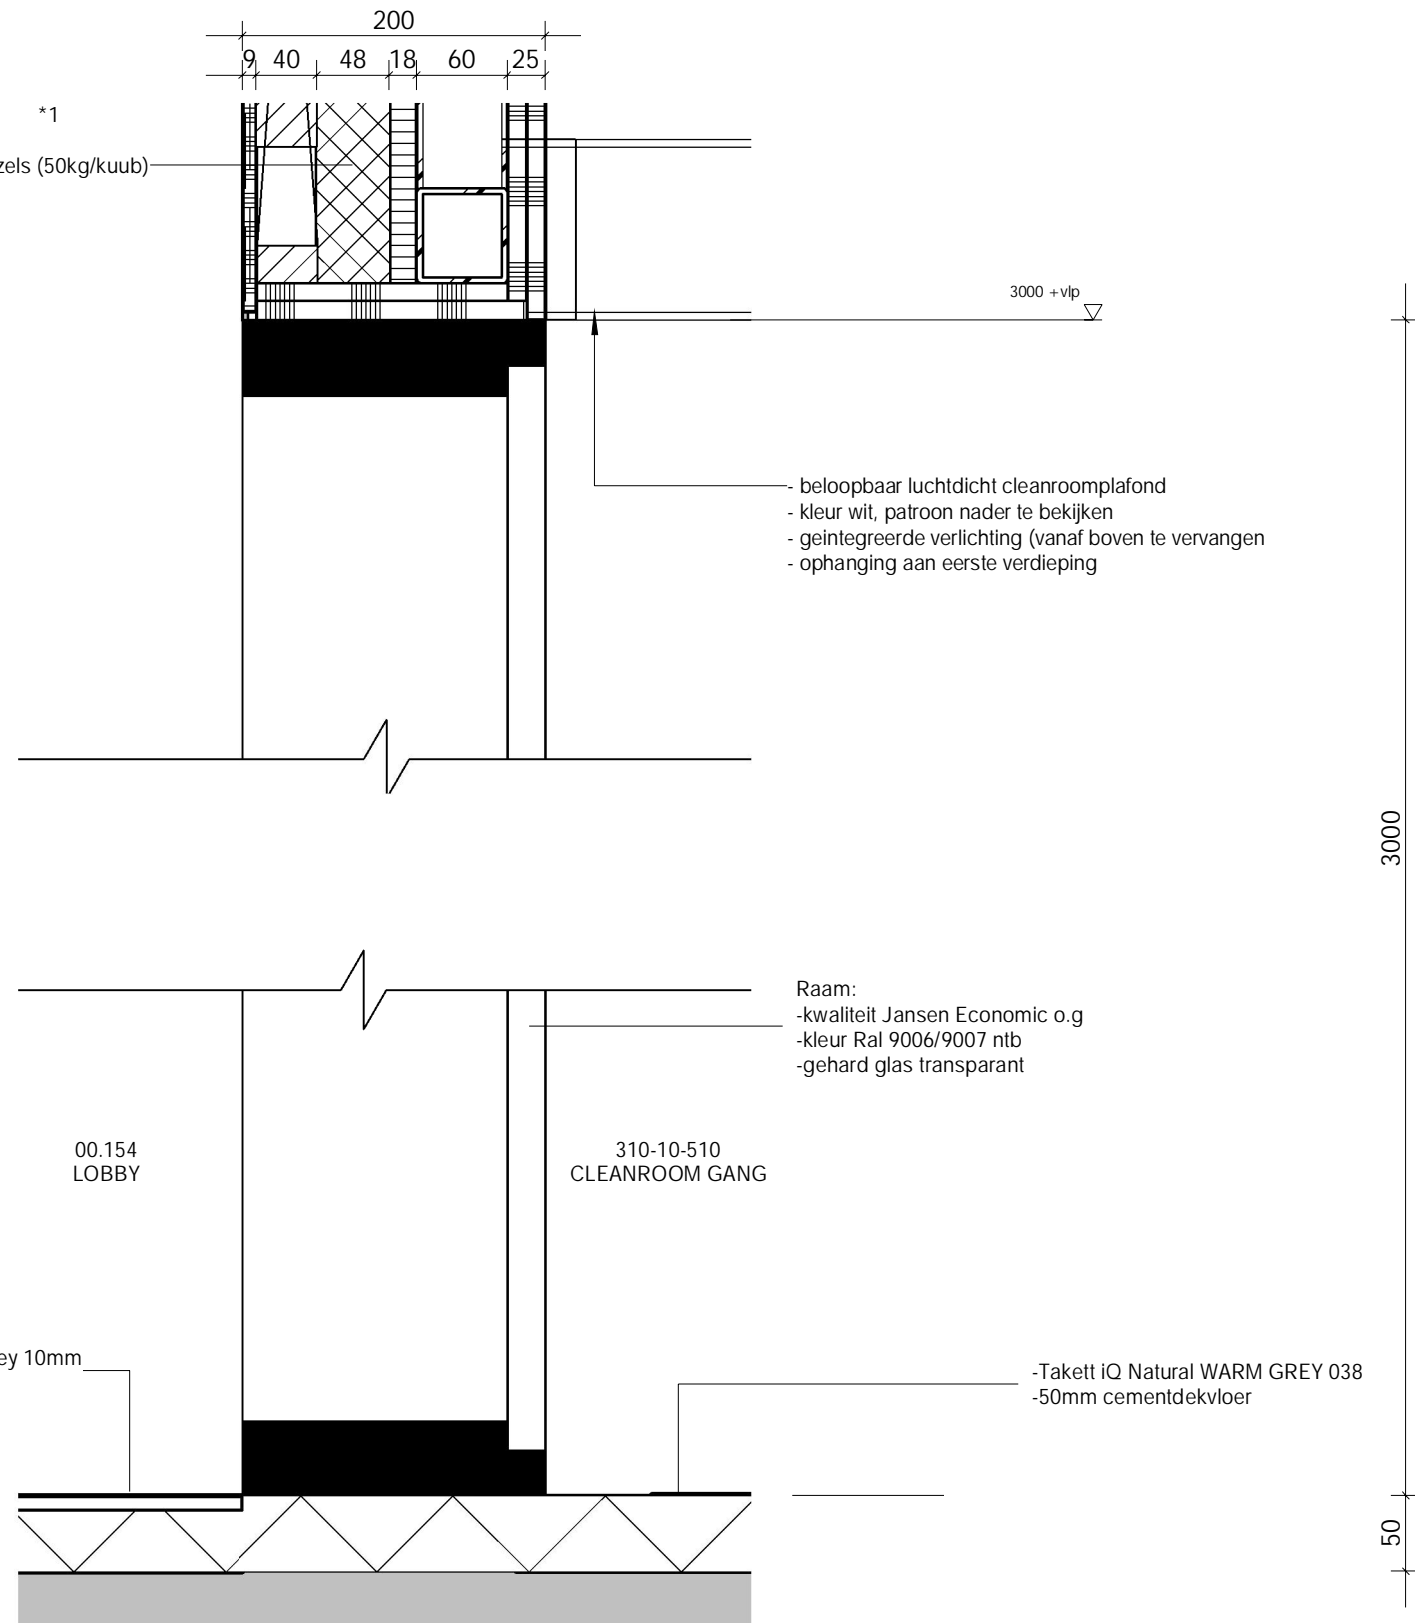 200
9 40 48 18 60 25
*1
zels (50kg/kuub)
3000 +vlp
- beloopbaar luchtdicht cleanroomplafond
- kleur wit, patroon nader te bekijken
- geintegreerde verlichting (vanaf boven te vervangen
- ophanging aan eerste verdieping
3000
Raam:
-kwaliteit Jansen Economic o.g
-kleur Ral 9006/9007 ntb
-gehard glas transparant
00.154
LOBBY
310-10-510
CLEANROOM GANG
ey 10mm
-Takett iQ Natural WARM GREY 038
-50mm cementdekvloer
50